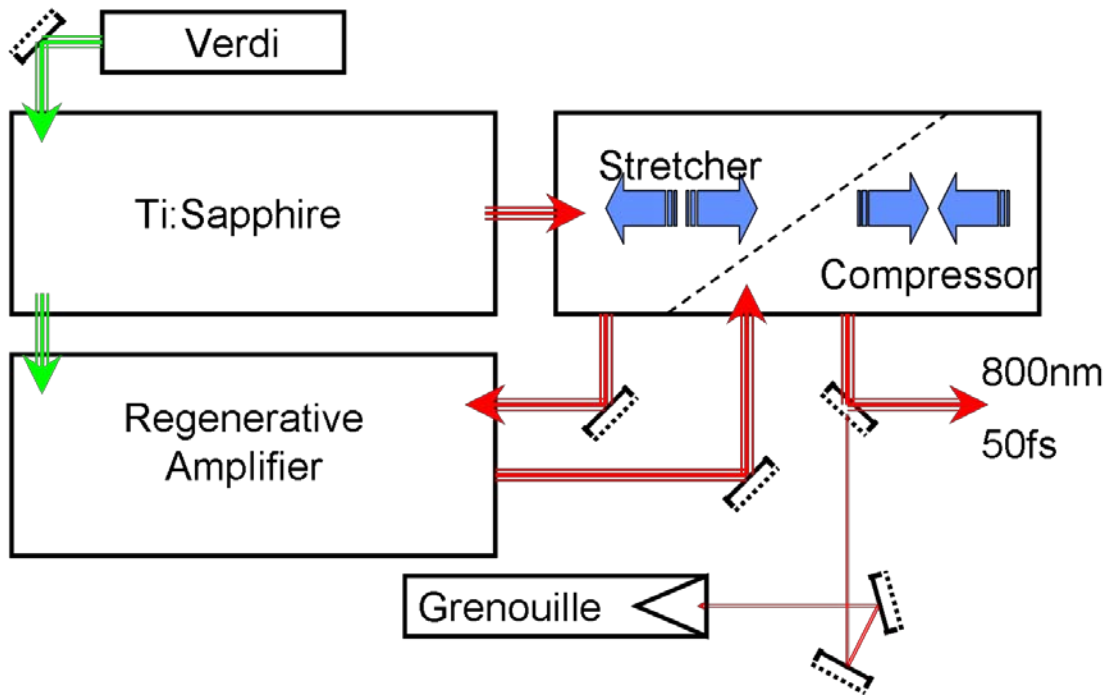 Verdi
Ti:Sapphire
Stretcher
Compressor
Regenerative
Amplifier
800nm
50fs
Grenouille